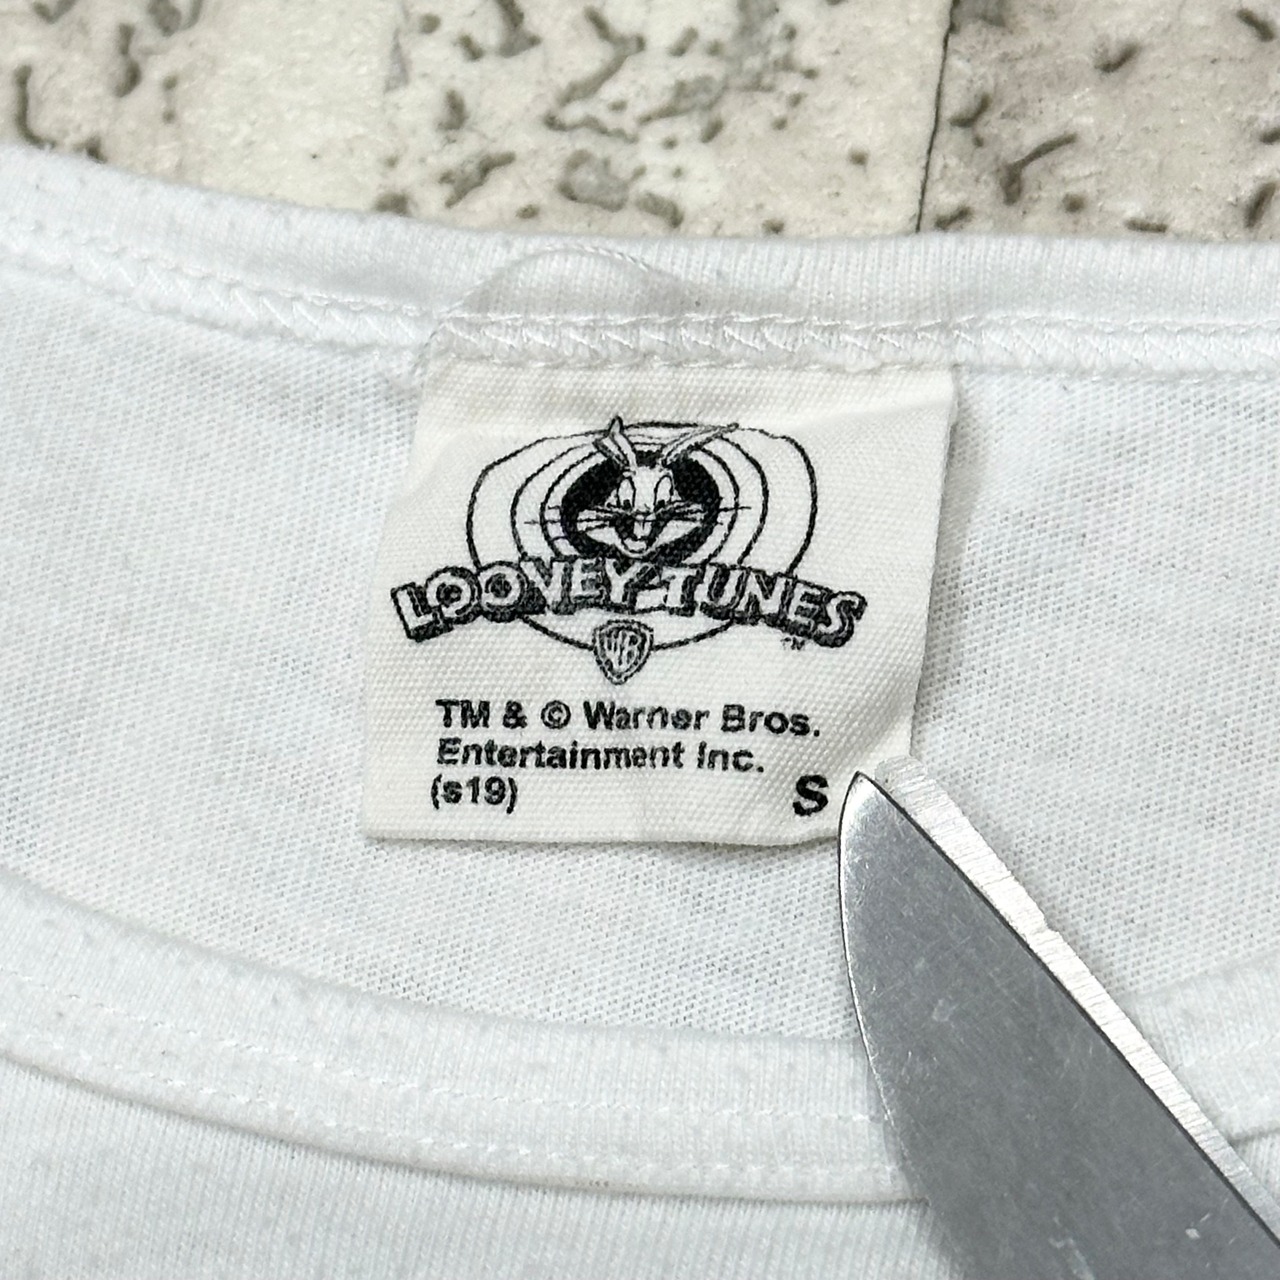 LOONEY TUNES
TM
WB
TM & © Warner Bros.
Entertainment Inc.
(s19)
S